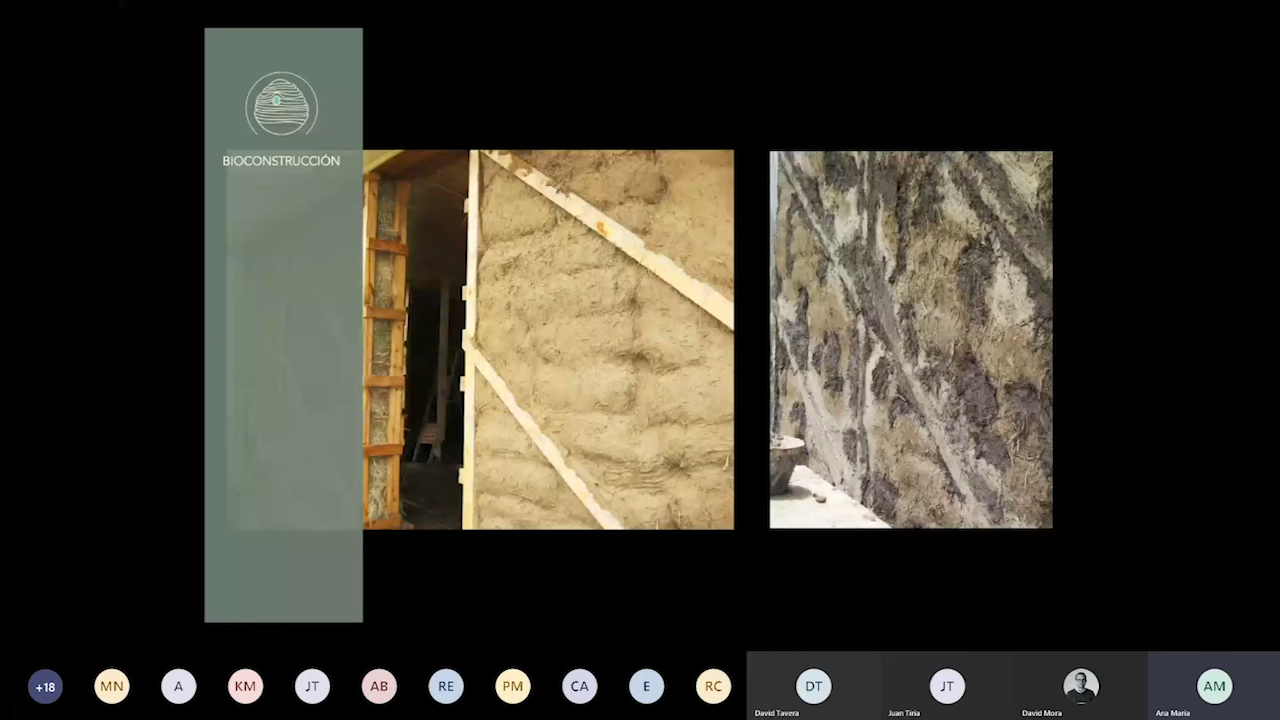 BIOCONSTRUCCIÓN
+18
MN
A
KM
JT
AB
RE
PM
CA
E
RC
DT
JT
AM
David Tavera
Juan Tiria
David Mora
Ana Maria